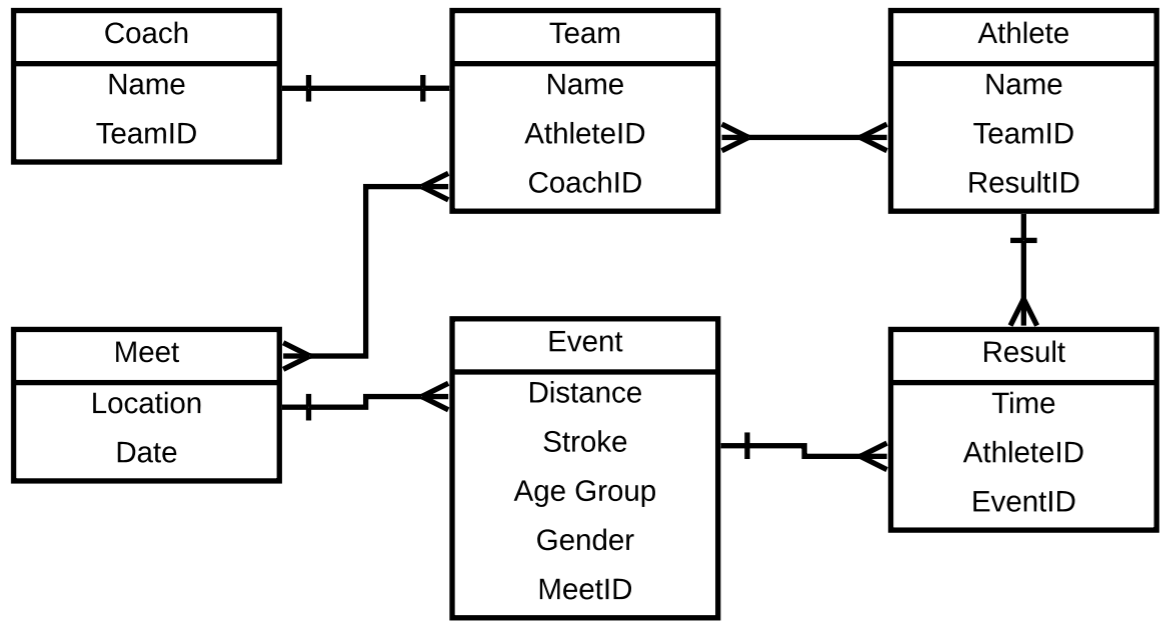 Coach
Name
TeamID
Team
Name
AthleteID
CoachID
Athlete
Name
TeamID
ResultID
Meet
Location
Date
Event
Distance
Stroke
Age Group
Gender
MeetID
Result
Time
AthleteID
EventID